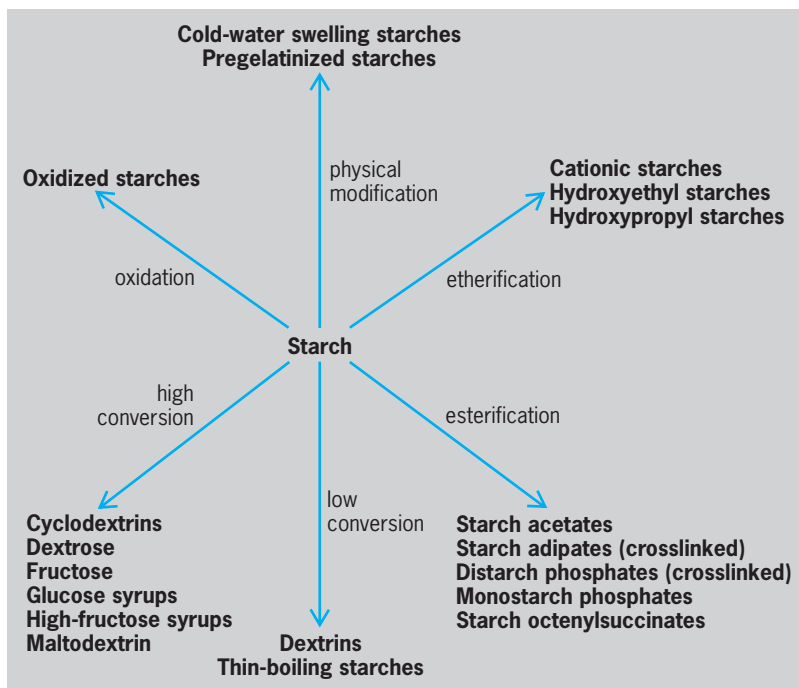 Cold-water swelling starches
Pregelatinized starches
Oxidized starches
physical
modification
Cationic starches
Hydroxyethyl starches
Hydroxypropyl starches
oxidation
etherification
Starch
high
conversion
esterification
low
conversion
Cyclodextrins
Dextrose
Fructose
Glucose syrups
High-fructose syrups
Maltodextrin
Starch acetates
Starch adipates (crosslinked)
Distarch phosphates (crosslinked)
Monostarch phosphates
Starch octenylsuccinates
Dextrins
Thin-boiling starches